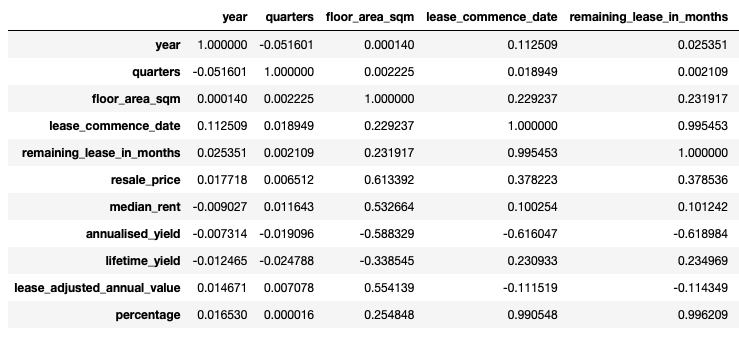 year quarters floor_area_sqm lease_commence_date remaining_lease_in_months
year 1.000000 -0.051601 0.000140 0.112509 0.025351
quarters -0.051601 1.000000 0.002225 0.018949 0.002109
floor_area_sqm 0.000140 0.002225 1.000000 0.229237 0.231917
lease_commence_date 0.112509 0.018949 0.229237 1.000000 0.995453
remaining_lease_in_months 0.025351 0.002109 0.231917 0.995453 1.000000
resale_price 0.017718 0.006512 0.613392 0.378223 0.378536
median_rent -0.009027 0.011643 0.532664 0.100254 0.101242
annualised_yield -0.007314 -0.019096 -0.588329 -0.616047 -0.618984
lifetime_yield -0.012465 -0.024788 -0.338545 0.230933 0.234969
lease_adjusted_annual_value 0.014671 0.007078 0.554139 -0.111519 -0.114349
percentage 0.016530 0.000016 0.254848 0.990548 0.996209